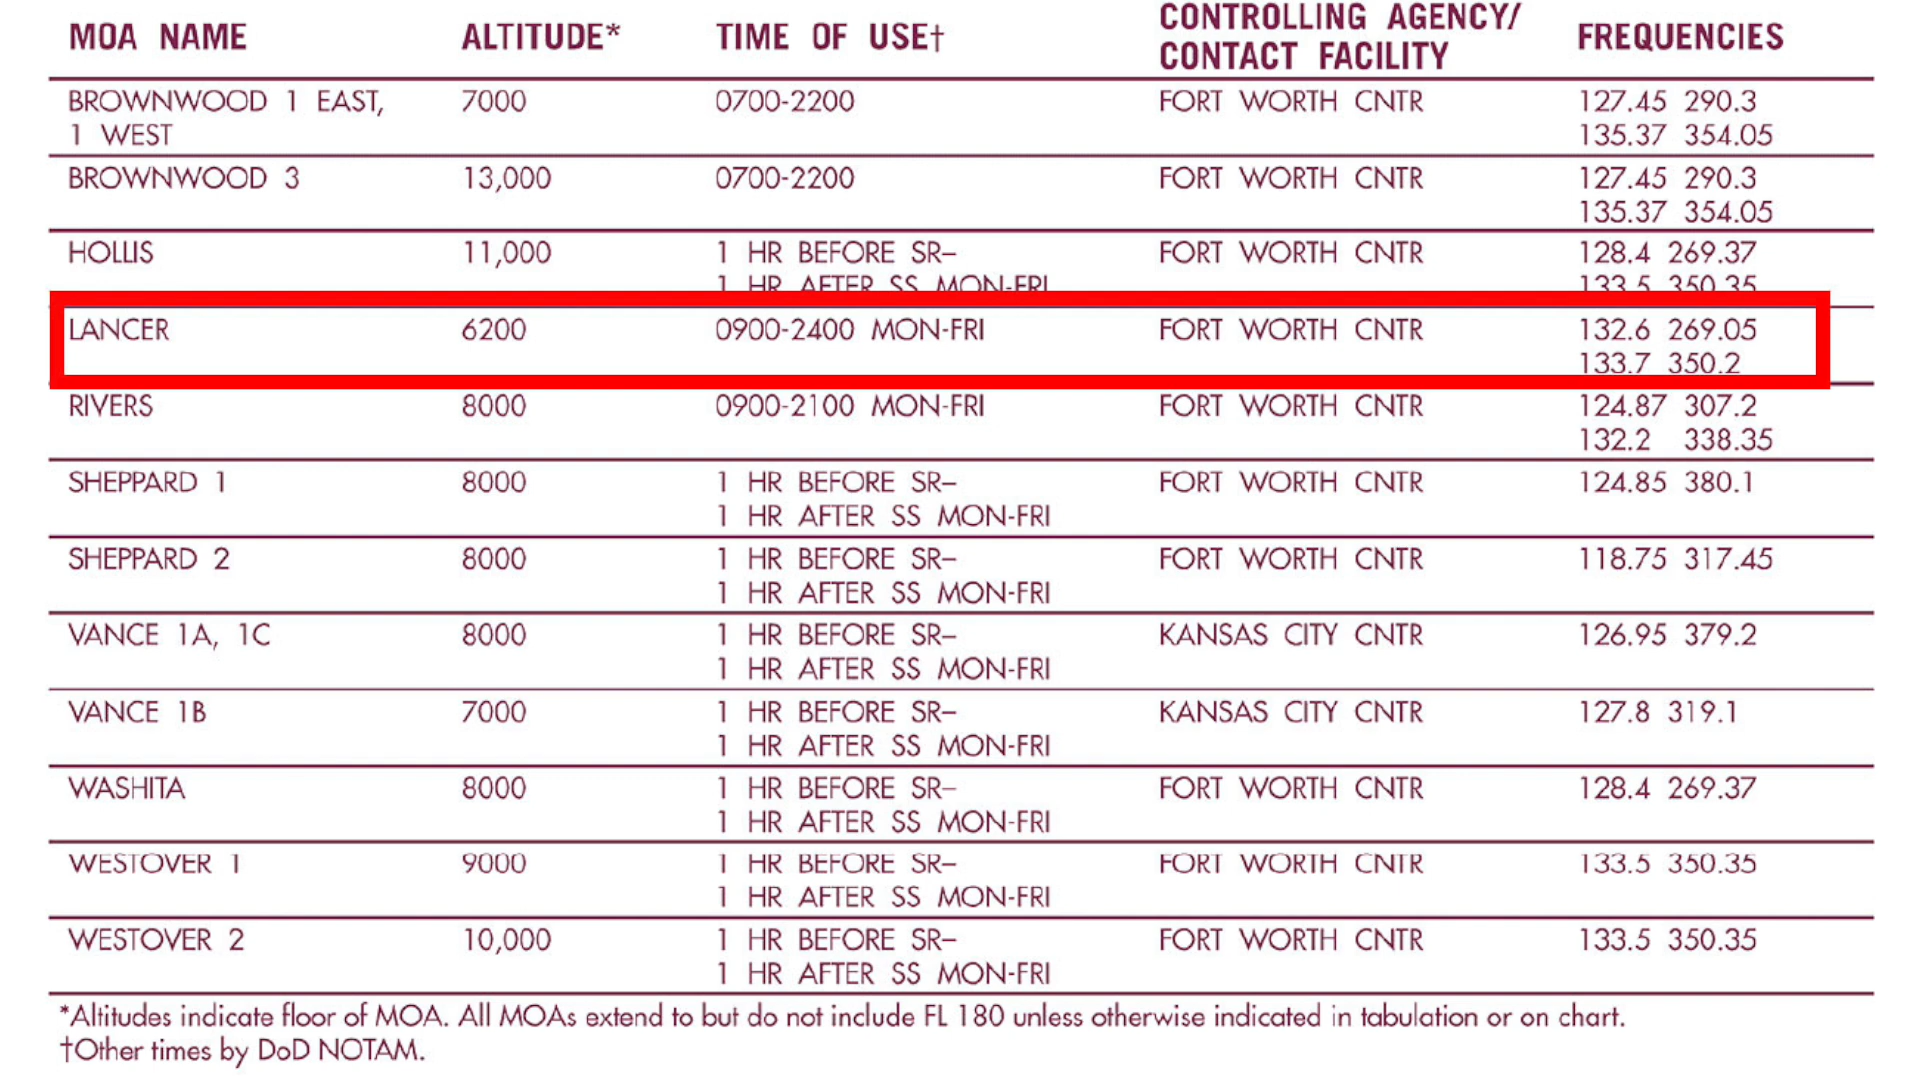 MOA NAME ALTITUDE* TIME OF USE† CONTROLLING AGENCY/ CONTACT FACILITY FREQUENCIES
BROWNWOOD 1 EAST, 7000 0700-2200 FORT WORTH CNTR 127.45 290.3
1 WEST 135.37 354.05
BROWNWOOD 3 13,000 0700-2200 FORT WORTH CNTR 127.45 290.3
135.37 354.05
HOLLIS 11,000 1 HR BEFORE SR– FORT WORTH CNTR 128.4 269.37
1 HR AFTER SS MON-FRI 133.5 350.35
LANCER 6200 0900-2400 MON-FRI FORT WORTH CNTR 132.6 269.05
133.7 350.2
RIVERS 8000 0900-2100 MON-FRI FORT WORTH CNTR 124.87 307.2
132.2 338.35
SHEPPARD 1 8000 1 HR BEFORE SR– FORT WORTH CNTR 124.85 380.1
1 HR AFTER SS MON-FRI
SHEPPARD 2 8000 1 HR BEFORE SR– FORT WORTH CNTR 118.75 317.45
1 HR AFTER SS MON-FRI
VANCE 1A, 1C 8000 1 HR BEFORE SR– KANSAS CITY CNTR 126.95 379.2
1 HR AFTER SS MON-FRI
VANCE 1B 7000 1 HR BEFORE SR– KANSAS CITY CNTR 127.8 319.1
1 HR AFTER SS MON-FRI
WASHITA 8000 1 HR BEFORE SR– FORT WORTH CNTR 128.4 269.37
1 HR AFTER SS MON-FRI
WESTOVER 1 9000 1 HR BEFORE SR– FORT WORTH CNTR 133.5 350.35
1 HR AFTER SS MON-FRI
WESTOVER 2 10,000 1 HR BEFORE SR– FORT WORTH CNTR 133.5 350.35
1 HR AFTER SS MON-FRI
*Altitudes indicate floor of MOA. All MOAs extend to but do not include FL 180 unless otherwise indicated in tabulation or on chart.
†Other times by DoD NOTAM.